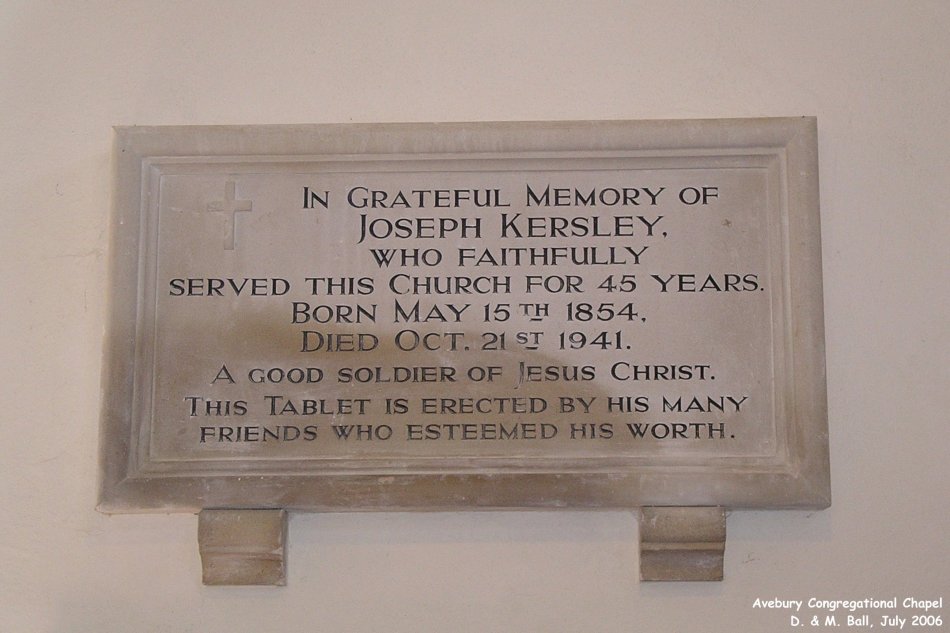 In Grateful Memory of
Joseph Kersley,
who faithfully
served this Church for 45 years.
Born May 15th 1854,
Died Oct. 21st 1941.
A good soldier of Jesus Christ.
This Tablet is erected by his many
friends who esteemed his worth.
Avebury Congregational Chapel
D. & M. Ball, July 2006